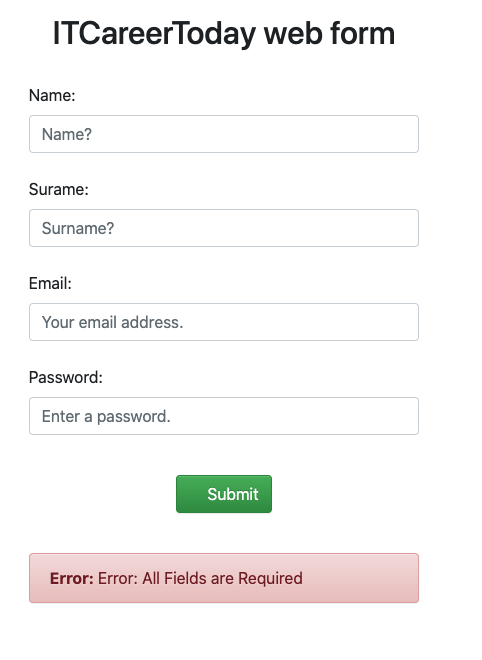 ITCareerToday web form
Name:
Name?
Surame:
Surname?
Email:
Your email address.
Password:
Enter a password.
Submit
Error: Error: All Fields are Required